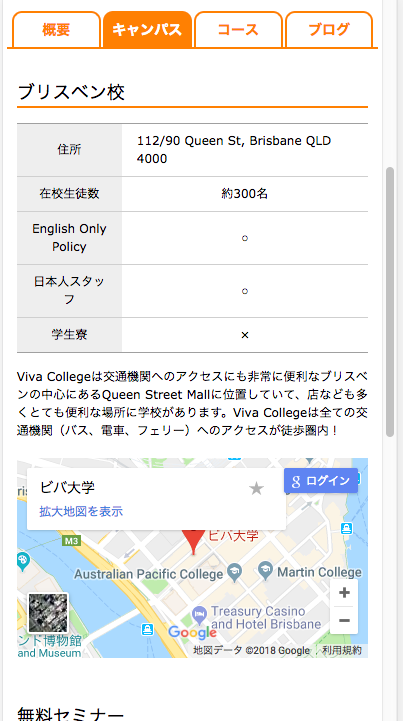 概要 キャンパス コース ブログ
ブリスベン校
住所 112/90 Queen St, Brisbane QLD
4000
在校生徒数 約300名
English Only
Policy ○
日本人スタッ
フ ○
学生寮 ×
Viva Collegeは交通機関へのアクセスにも非常に便利なブリスベ
ンの中心にあるQueen Street Mallに位置していて、店なども多
くとても便利な場所に学校があります。Viva Collegeは全ての交
通機関（バス、電車、フェリー）へのアクセスが徒歩圏内！
ビバ大学 ★ g ログイン
拡大地図を表示
ビバ大学
M3
Australian Pacific College Martin College
+
Treasury Casino
and Hotel Brisbane
−
Google
ンド博物館
and Museum
地図データ ©2018 Google 利用規約
無料セミナー